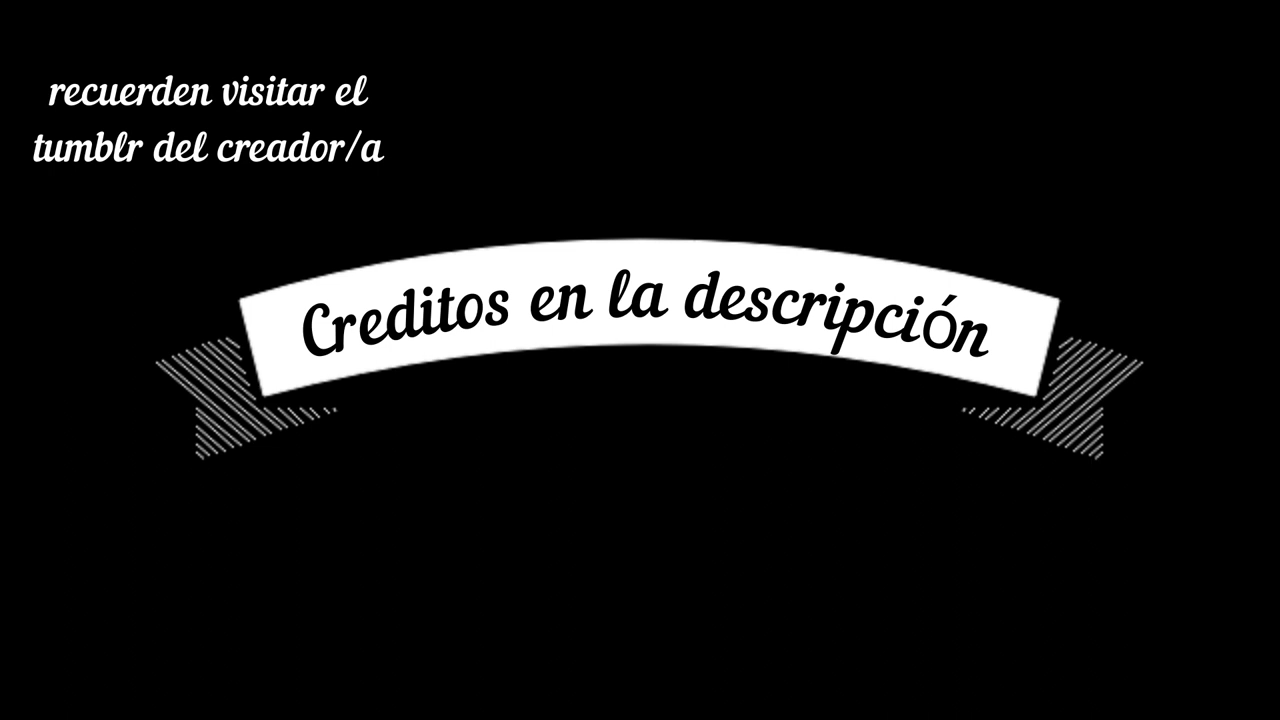 recuerden visitar el
tumblr del creador/a
Creditos en la descripción